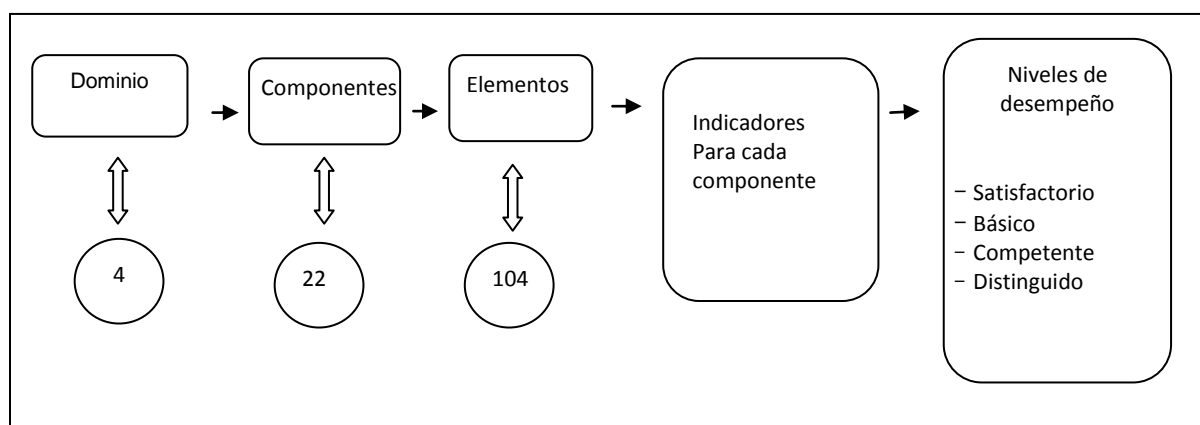 Dominio
Componentes
Elementos
Indicadores
Para cada
componente
Niveles de
desempeño
– Satisfactorio
– Básico
– Competente
– Distinguido
4
22
104